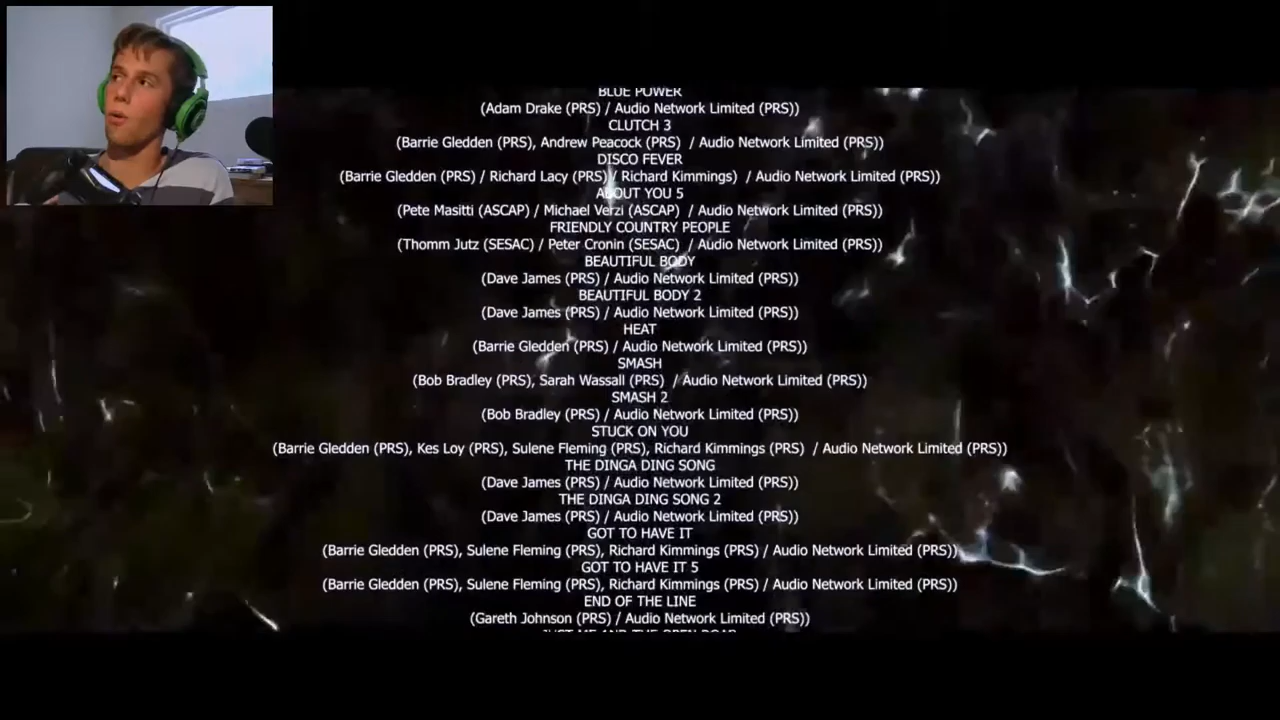 BLUE POWER
(Adam Drake (PRS) / Audio Network Limited (PRS))
CLUTCH 3
(Barrie Gledden (PRS), Andrew Peacock (PRS)  / Audio Network Limited (PRS))
DISCO FEVER
(Barrie Gledden (PRS) / Richard Lacy (PRS) / Richard Kimmings)  / Audio Network Limited (PRS))
ABOUT YOU 5
(Pete Masitti (ASCAP) / Michael Verzi (ASCAP)  / Audio Network Limited (PRS))
FRIENDLY COUNTRY PEOPLE
(Thomm Jutz (SESAC) / Peter Cronin (SESAC)  / Audio Network Limited (PRS))
BEAUTIFUL BODY
(Dave James (PRS) / Audio Network Limited (PRS))
BEAUTIFUL BODY 2
(Dave James (PRS) / Audio Network Limited (PRS))
HEAT
(Barrie Gledden (PRS) / Audio Network Limited (PRS))
SMASH
(Bob Bradley (PRS), Sarah Wassall (PRS)  / Audio Network Limited (PRS))
SMASH 2
(Bob Bradley (PRS) / Audio Network Limited (PRS))
STUCK ON YOU
(Barrie Gledden (PRS), Kes Loy (PRS), Sulene Fleming (PRS), Richard Kimmings (PRS)  / Audio Network Limited (PRS))
THE DINGA DING SONG
(Dave James (PRS) / Audio Network Limited (PRS))
THE DINGA DING SONG 2
(Dave James (PRS) / Audio Network Limited (PRS))
GOT TO HAVE IT
(Barrie Gledden (PRS), Sulene Fleming (PRS), Richard Kimmings (PRS) / Audio Network Limited (PRS))
GOT TO HAVE IT 5
(Barrie Gledden (PRS), Sulene Fleming (PRS), Richard Kimmings (PRS) / Audio Network Limited (PRS))
END OF THE LINE
(Gareth Johnson (PRS) / Audio Network Limited (PRS))
JUST ME AND THE OPEN ROAD